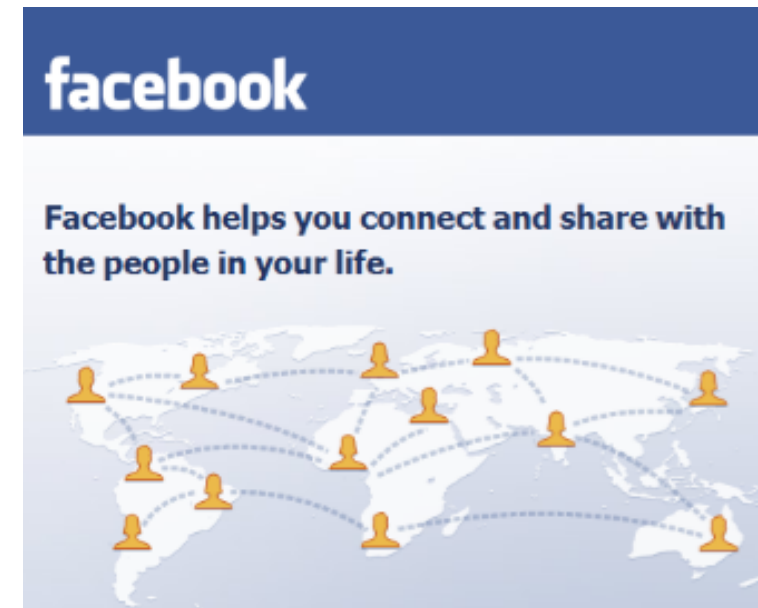 facebook
Facebook helps you connect and share with
the people in your life.